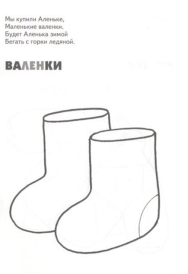 Мы купили Аленьке,
Маленькие валенки.
Будет Аленька зимой
Бегать с горки ледяной.
ВАЛЕНКИ